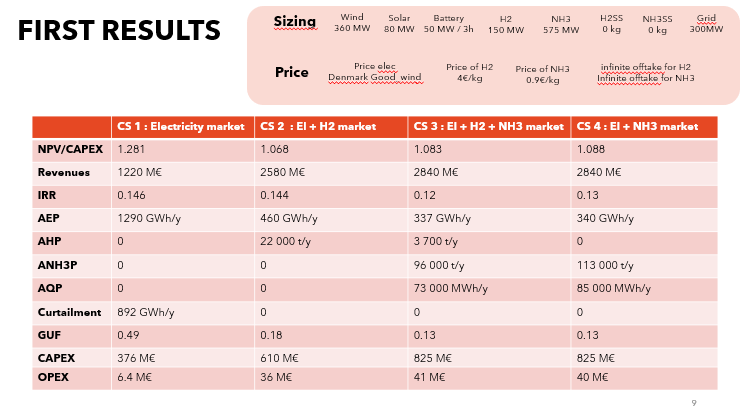 FIRST RESULTS
Sizing Wind Solar Battery H2 NH3 H2SS NH3SS Grid
360 MW 80 MW 50 MW / 3h 150 MW 575 MW 0 kg 0 kg 300MW
Price Price elec Price of H2 Price of NH3 infinite offtake for H2
Denmark Good_wind 4€/kg 0.9€/kg Infinite offtake for NH3
CS 1 : Electricity market CS 2 : El + H2 market CS 3 : El + H2 + NH3 market CS 4 : El + NH3 market
NPV/CAPEX 1.281 1.068 1.083 1.088
Revenues 1220 M€ 2580 M€ 2840 M€ 2840 M€
IRR 0.146 0.144 0.12 0.13
AEP 1290 GWh/y 460 GWh/y 337 GWh/y 340 GWh/y
AHP 0 22 000 t/y 3 700 t/y 0
ANH3P 0 0 96 000 t/y 113 000 t/y
AQP 0 0 73 000 MWh/y 85 000 MWh/y
Curtailment 892 GWh/y 0 0 0
GUF 0.49 0.18 0.13 0.13
CAPEX 376 M€ 610 M€ 825 M€ 825 M€
OPEX 6.4 M€ 36 M€ 41 M€ 40 M€
9